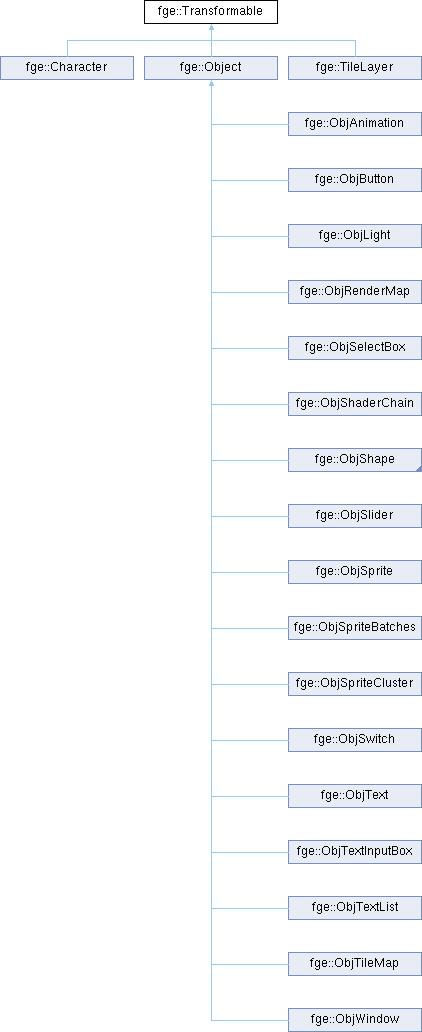 fge::Transformable
fge::Character
fge::Object
fge::TileLayer
fge::ObjAnimation
fge::ObjButton
fge::ObjLight
fge::ObjRenderMap
fge::ObjSelectBox
fge::ObjShaderChain
fge::ObjShape
fge::ObjSlider
fge::ObjSprite
fge::ObjSpriteBatches
fge::ObjSpriteCluster
fge::ObjSwitch
fge::ObjText
fge::ObjTextInputBox
fge::ObjTextList
fge::ObjTileMap
fge::ObjWindow